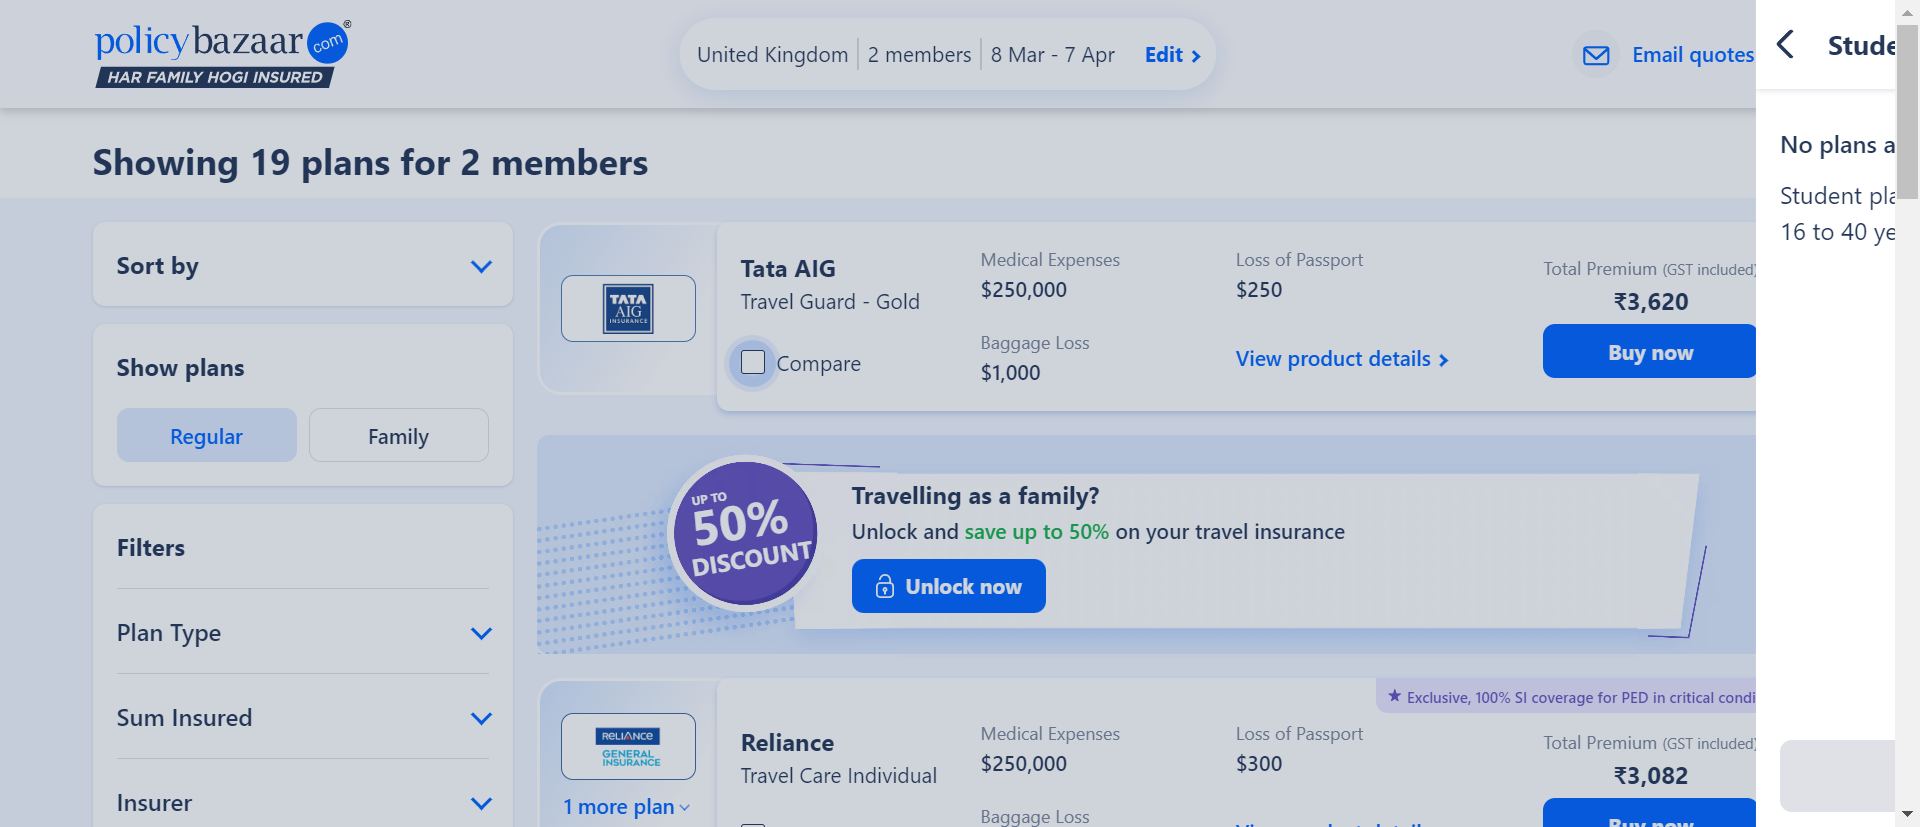 policybazaar.com®
HAR FAMILY HOGI INSURED
United Kingdom 2 members 8 Mar - 7 Apr Edit
Email quotes
Showing 19 plans for 2 members
Sort by
Show plans
Regular Family
Filters
Plan Type
Sum Insured
Insurer
TATA
AIG
INSURANCE
Tata AIG
Travel Guard - Gold
Compare
Medical Expenses
$250,000
Baggage Loss
$1,000
Loss of Passport
$250
View product details
Total Premium (GST included)
₹3,620
Buy now
UP TO
50%
DISCOUNT
Travelling as a family?
Unlock and save up to 50% on your travel insurance
Unlock now
RELIANCE
GENERAL
INSURANCE
1 more plan
Exclusive, 100% SI coverage for PED in critical condi
Reliance
Travel Care Individual
Medical Expenses
$250,000
Baggage Loss
Loss of Passport
$300
View product details
Total Premium (GST included)
₹3,082
Buy now
Stude
No plans a
Student pla
16 to 40 ye